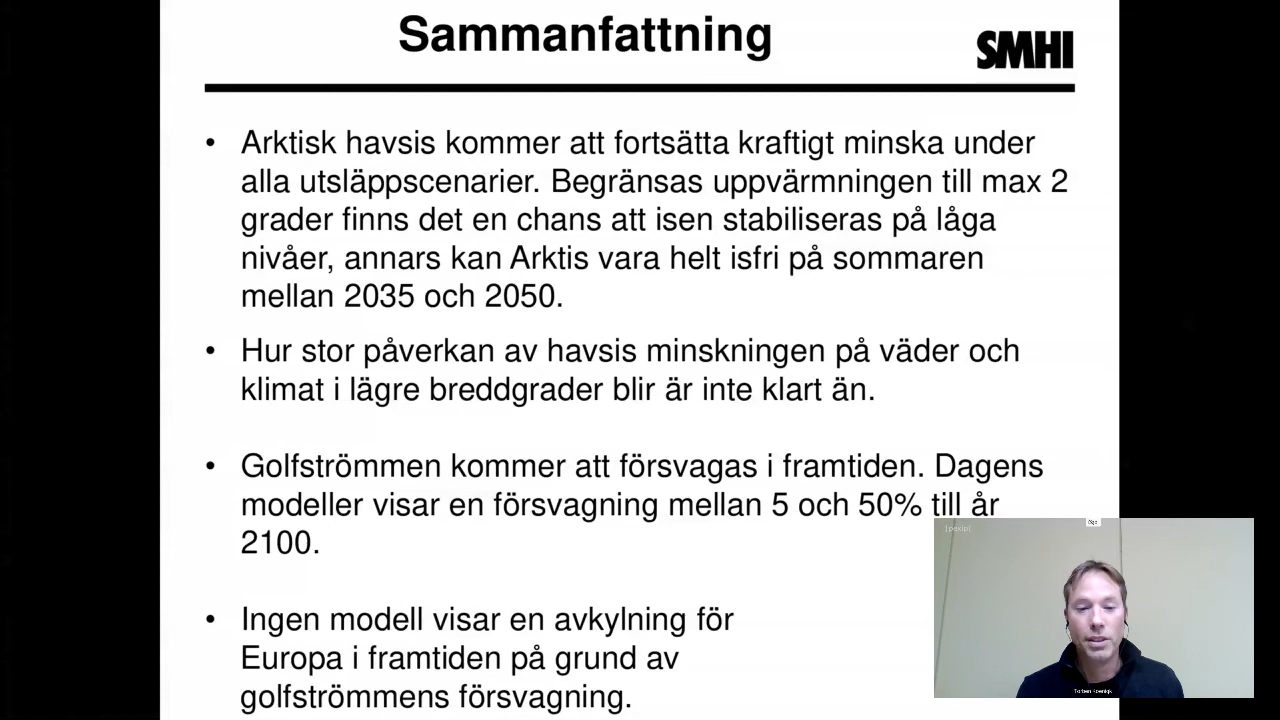 Sammanfattning
SMHI
• Arktisk havsis kommer att fortsätta kraftigt minska under
alla utsläppscenarier. Begränsas uppvärmningen till max 2
grader finns det en chans att isen stabiliseras på låga
nivåer, annars kan Arktis vara helt isfri på sommaren
mellan 2035 och 2050.
• Hur stor påverkan av havsis minskningen på väder och
klimat i lägre breddgrader blir är inte klart än.
• Golfströmmen kommer att försvagas i framtiden. Dagens
modeller visar en försvagning mellan 5 och 50% till år
2100.
• Ingen modell visar en avkylning för
Europa i framtiden på grund av
golfströmmens försvagning.
]pexip[
Torben Koenigk